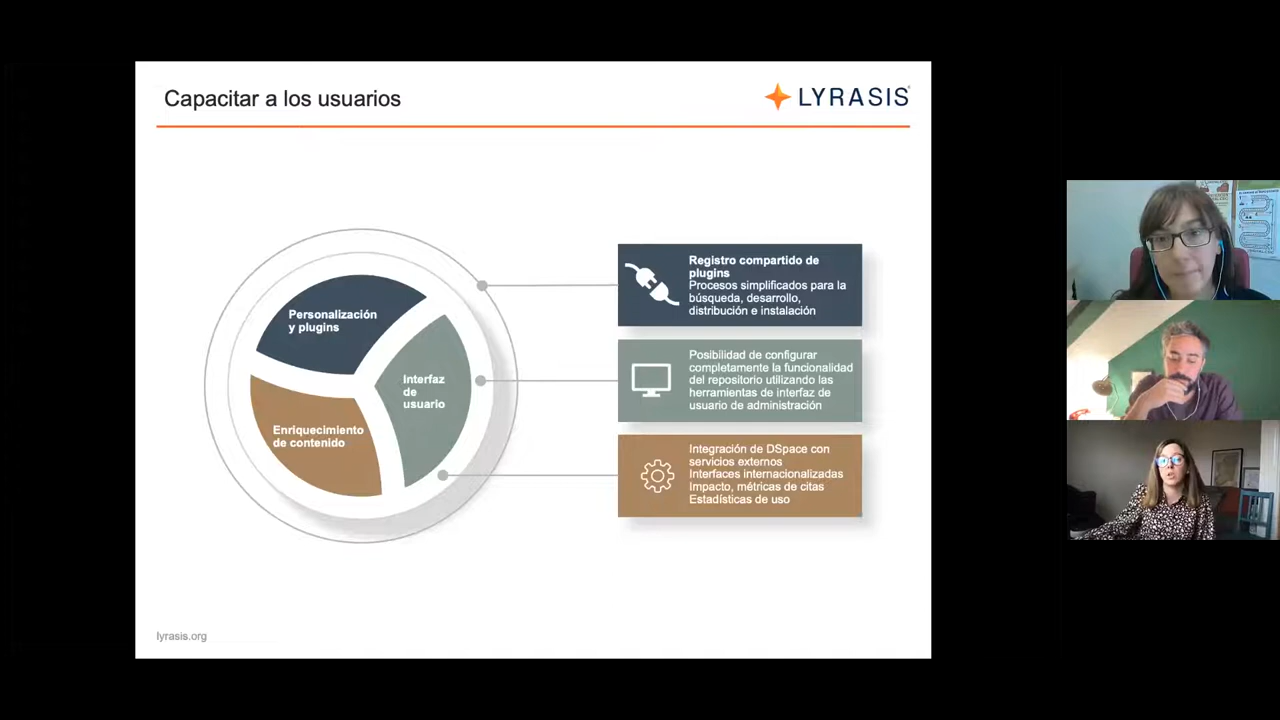 Capacitar a los usuarios
LYRASIS
Personalización
y plugins
Interfaz
de
usuario
Enriquecimiento
de contenido
Registro compartido de
plugins
Procesos simplificados para la
búsqueda, desarrollo,
distribución e instalación
Posibilidad de configurar
completamente la funcionalidad
del repositorio utilizando las
herramientas de interfaz de
usuario de administración
Integración de DSpace con
servicios externos
Interfaces internacionalizadas
Impacto, métricas de citas
Estadísticas de uso
lyrasis.org